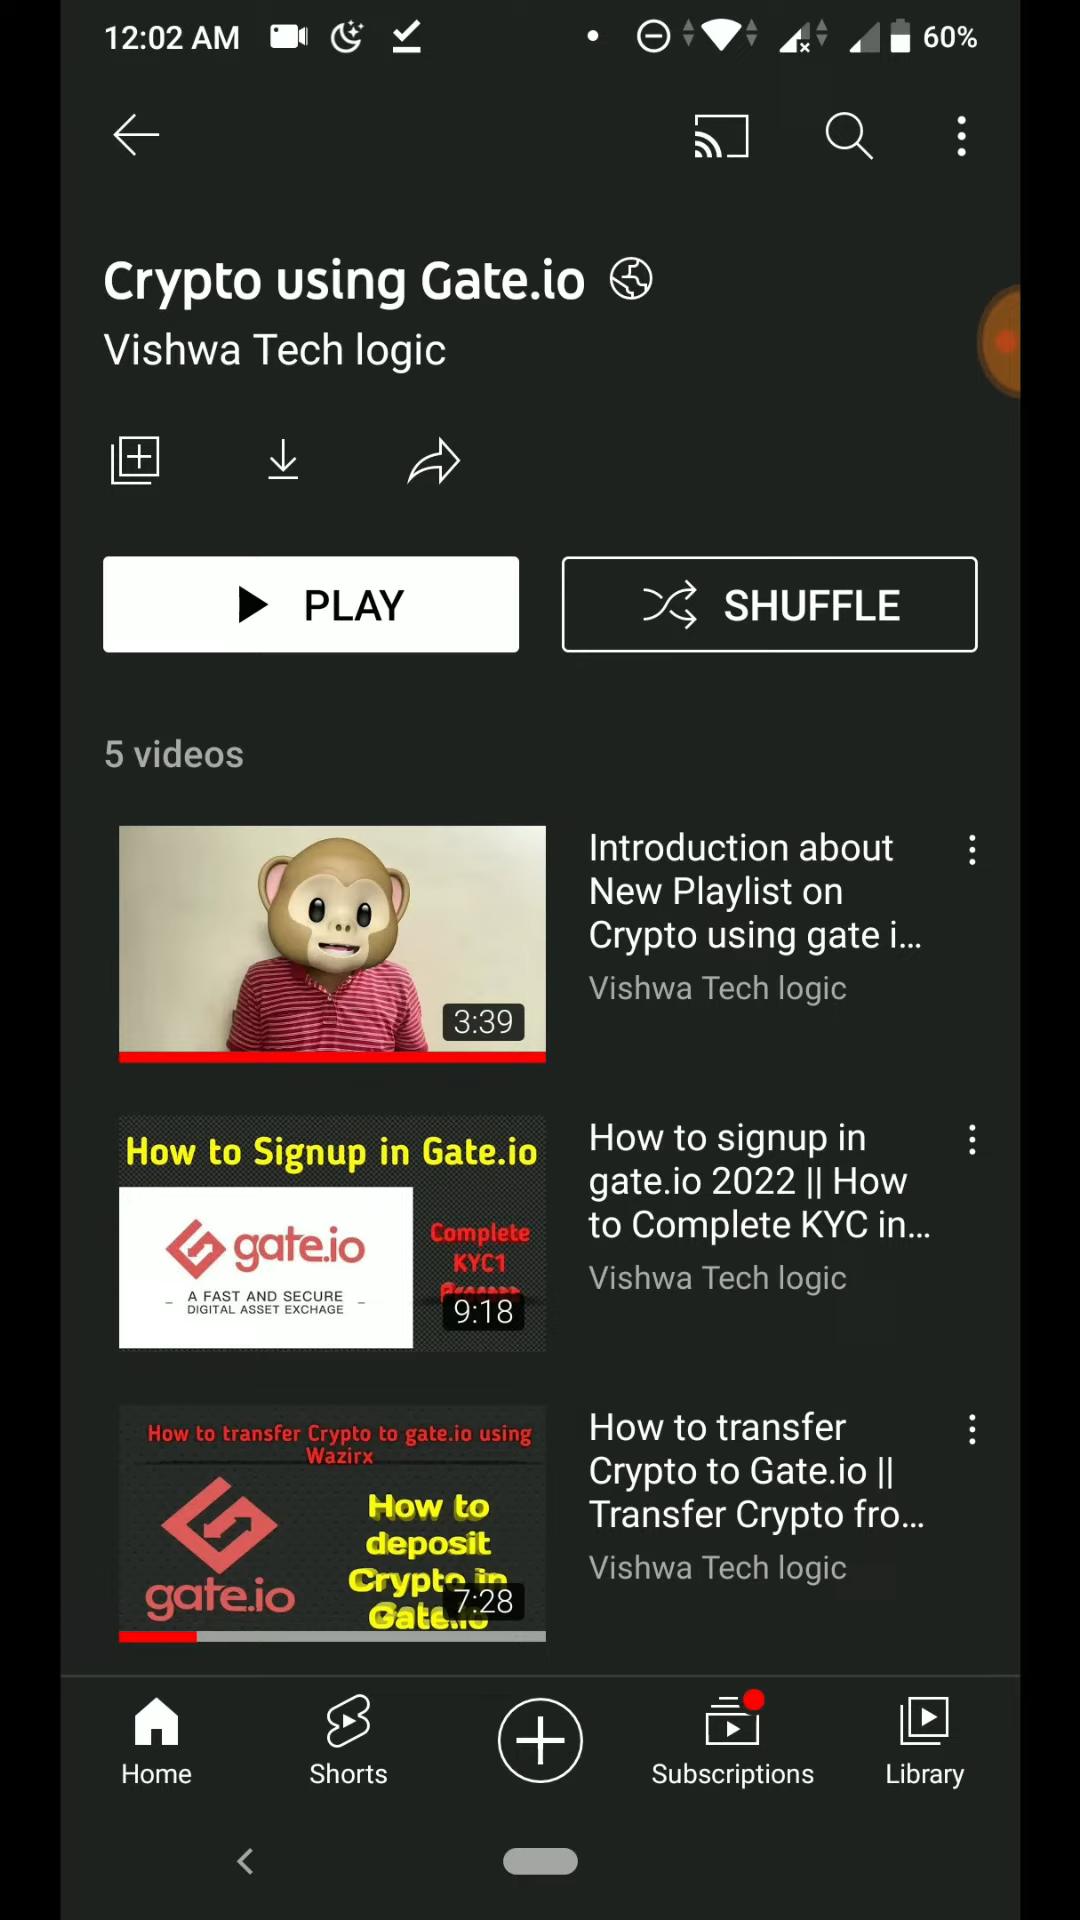 12:02 AM
60%
Crypto using Gate.io
Vishwa Tech logic
PLAY
SHUFFLE
5 videos
3:39
Introduction about
New Playlist on
Crypto using gate i...
Vishwa Tech logic
How to Signup in Gate.io
gate.io
A FAST AND SECURE
DIGITAL ASSET EXCHAGE
Complete
KYC1
9:18
How to signup in
gate.io 2022 || How
to Complete KYC in...
Vishwa Tech logic
How to transfer Crypto to gate.io using
Wazirx
gate.io
How to
deposit
Crypto in
Gate.io
7:28
How to transfer
Crypto to Gate.io ||
Transfer Crypto fro...
Vishwa Tech logic
Home
Shorts
Subscriptions
Library